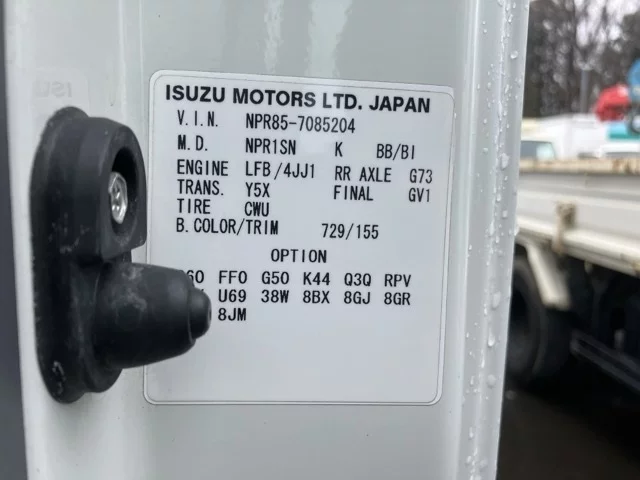 ISUZU MOTORS LTD. JAPAN
V.I.N. NPR85-7085204
M.D. NPR1SN K BB/BI
ENGINE LFB/4JJ1 RR AXLE G73
TRANS. Y5X FINAL GV1
TIRE CWU
B.COLOR/TRIM 729/155
OPTION
FF0 G50 K44 Q3Q RPV
U69 38W 8BX 8GJ 8GR
8JM